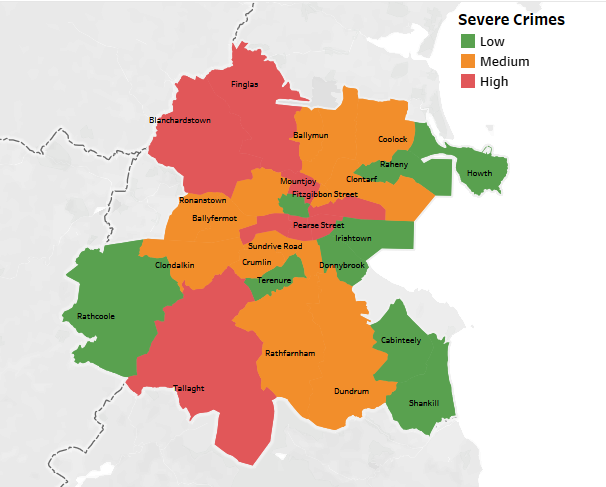 Severe Crimes
Low
Medium
High
Finglas
Blanchardstown
Ballymun
Coolock
Raheny
Howth
Mountjoy
Clontarf
Fitzgibbon Street
Ronanstown
Ballyfermot
Pearse Street
Irishtown
Sundrive Road
Clondalkin
Crumlin
Donnybrook
Terenure
Rathcoole
Cabinteely
Rathfarnham
Tallaght
Dundrum
Shankill